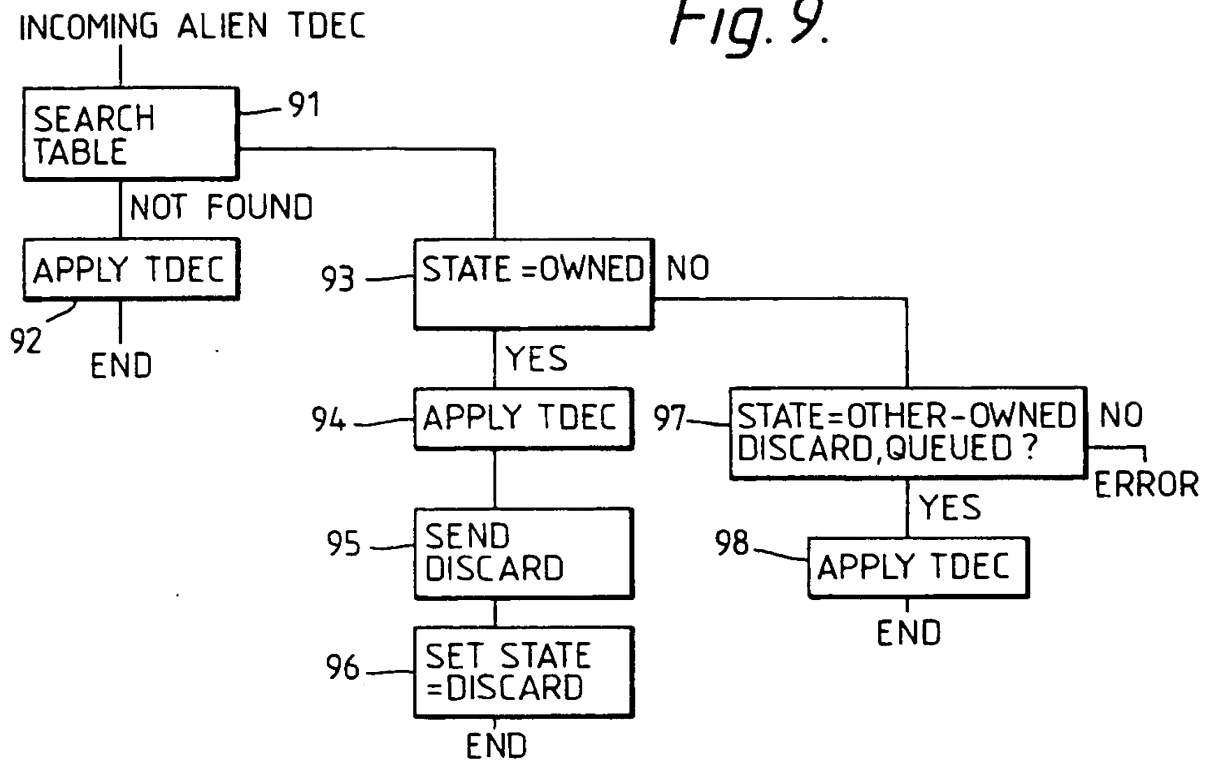 Fig. 9.
INCOMING ALIEN TDEC
SEARCH
TABLE
91
NOT FOUND
APPLY TDEC
92
END
93
STATE =OWNED
NO
YES
94
APPLY TDEC
95
SEND
DISCARD
96
SET STATE
=DISCARD
END
97
STATE=OTHER-OWNED
DISCARD,QUEUED ?
NO
ERROR
YES
98
APPLY TDEC
END